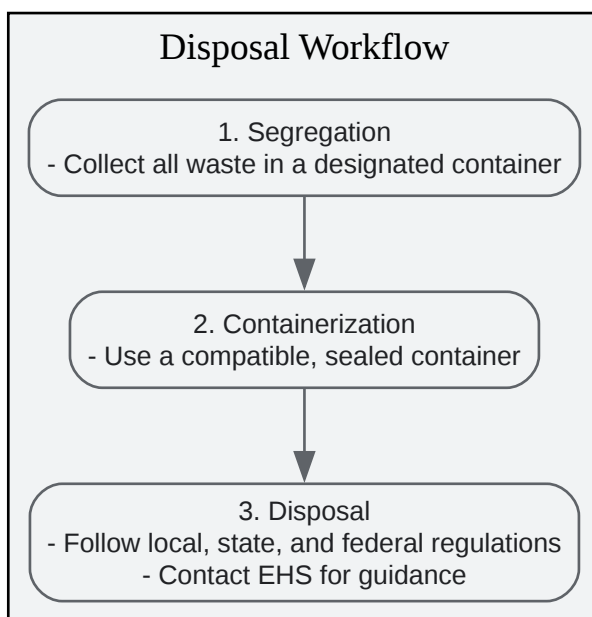 Disposal Workflow
1. Segregation
- Collect all waste in a designated container
2. Containerization
- Use a compatible, sealed container
3. Disposal
- Follow local, state, and federal regulations
- Contact EHS for guidance